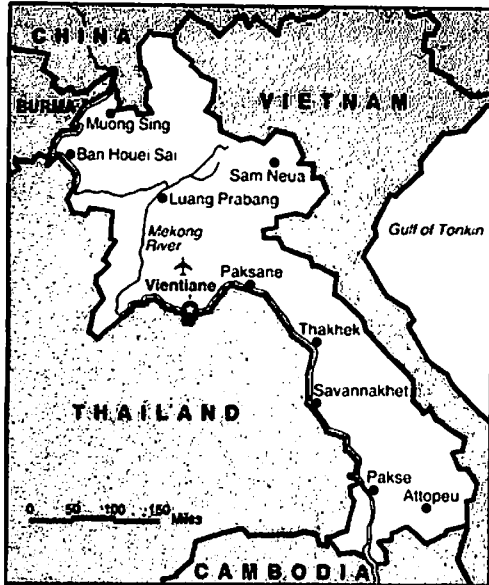 CHINA
BURMA
VIETNAM
Muong Sing
Ban Houei Sai
Sam Neua
Luang Prabang
Mekong
River
Gulf of Tonkin
Vientiane
Paksane
Thakhek
Savannakhet
THAILAND
Pakse
Attopeu
0 50 100 150
Miles
CAMBODIA